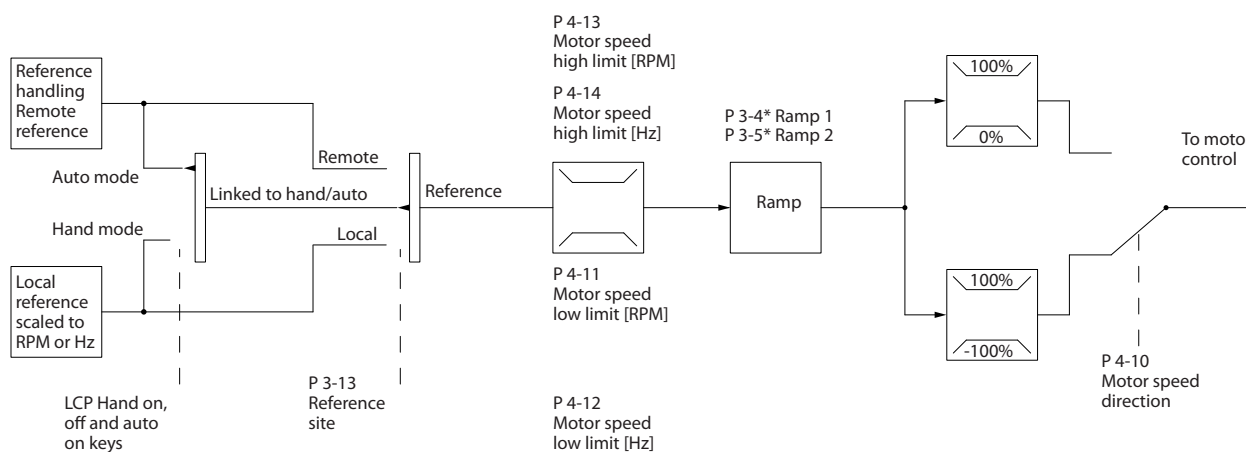 P 4-13
Motor speed
high limit [RPM]
Reference
handling
Remote
reference
P 4-14
Motor speed
high limit [Hz]
P 3-4* Ramp 1
P 3-5* Ramp 2
100%
0%
To moto
control
Remote
Auto mode
Linked to hand/auto
Reference
Ramp
Hand mode
Local
Local
reference
scaled to
RPM or Hz
P 4-11
Motor speed
low limit [RPM]
100%
-100%
P 4-10
Motor speed
direction
LCP Hand on,
off and auto
on keys
P 3-13
Reference
site
P 4-12
Motor speed
low limit [Hz]